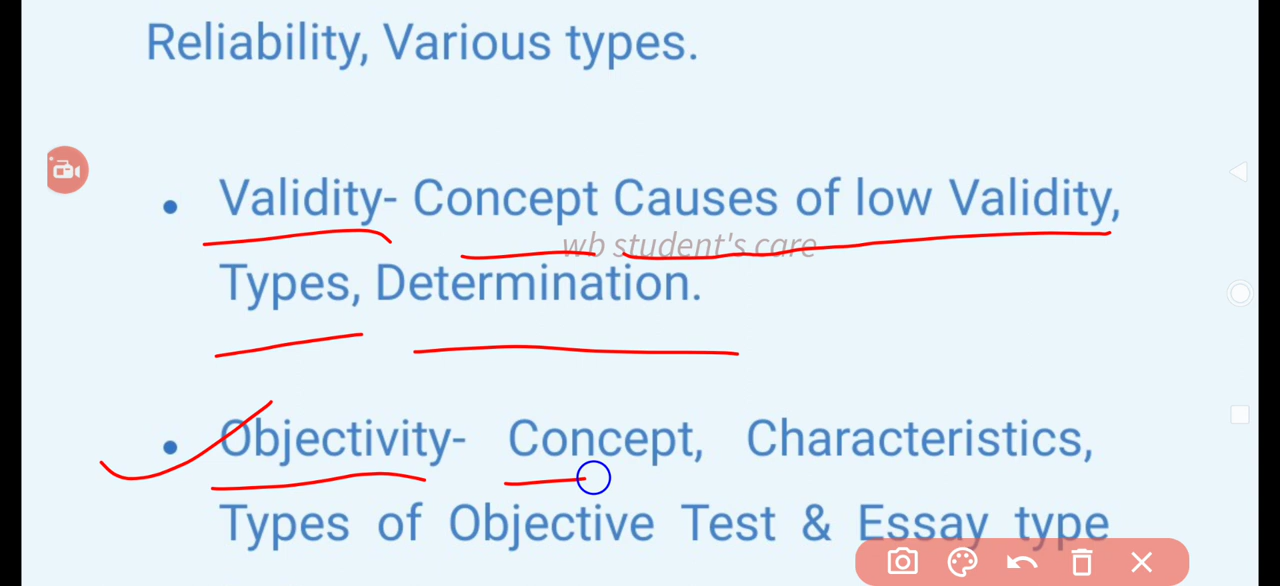 Reliability, Various types.
• Validity- Concept Causes of low Validity,
wb student's care
Types, Determination.
• Objectivity- Concept, Characteristics,
Types of Objective Test & Essay type